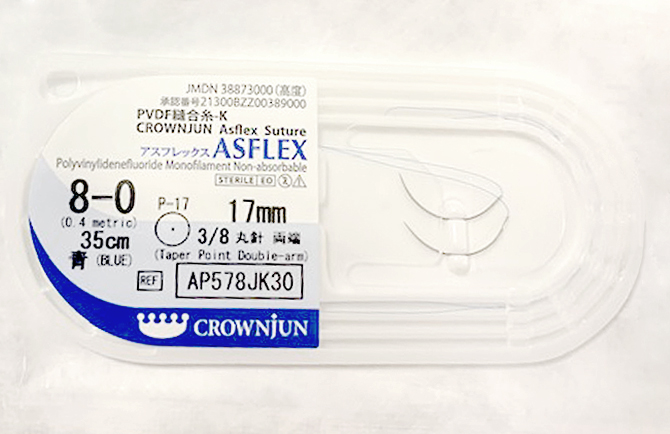 JMDN 38873000（高度）
承認番号21300BZZ00389000
PVDF縫合糸-K
CROWNJUN Asflex Suture
アスフレックス ASFLEX
Polyvinylidenefluoride Monofilament Non-absorbable
STERILE EO 2
8-0 P-17 17mm
(0.4 metric)
35cm 3/8 丸針 両端
青 (BLUE) (Taper Point Double-arm)
REF AP578JK30
CROWNJUN